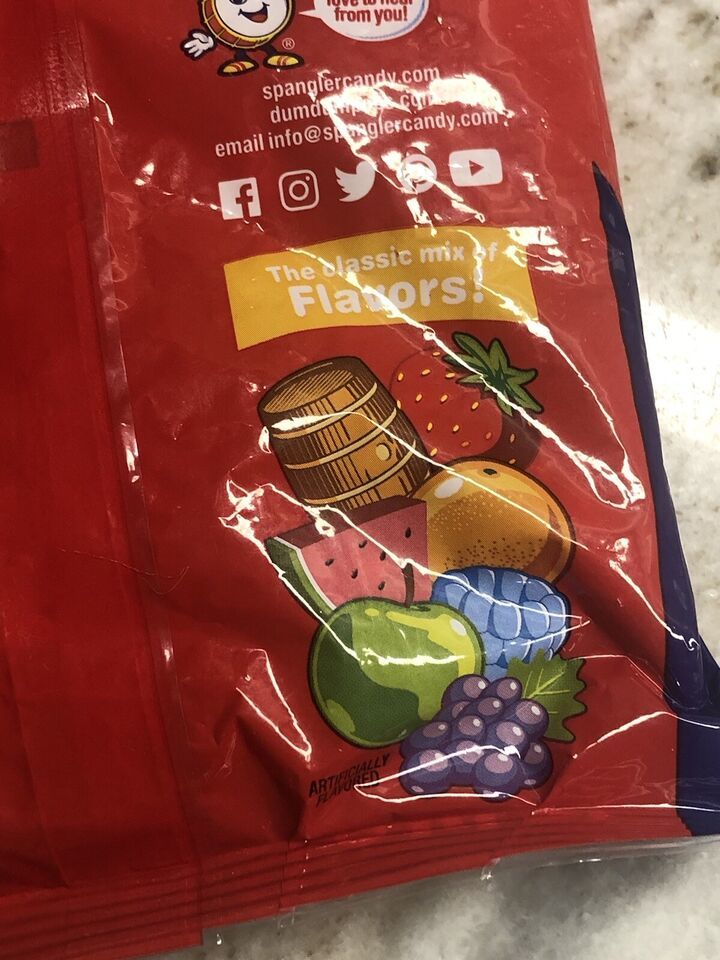 love to hear
from you!
®
spanglercandy.com
email info@spanglercandy.com
The classic mix of
Flavors!
ARTIFICIALLY
FLAVORED